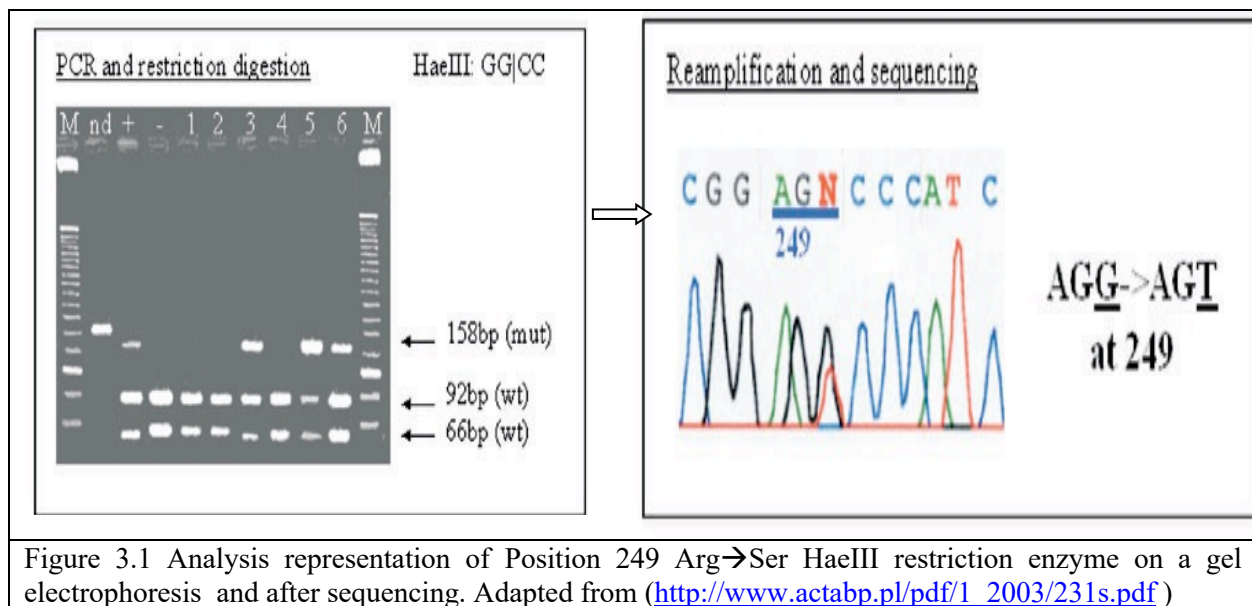 PCR and restriction digestion
HaeIII: GG|CC
M nd + - 1 2 3 4 5 6 M
158bp (mut)
92bp (wt)
66bp (wt)
Reamplification and sequencing
C G G A G N C C C A T C
249
AGG->AGT
at 249
Figure 3.1 Analysis representation of Position 249 Arg→Ser HaeIII restriction enzyme on a gel
electrophoresis and after sequencing. Adapted from (http://www.actabp.pl/pdf/1_2003/231s.pdf )